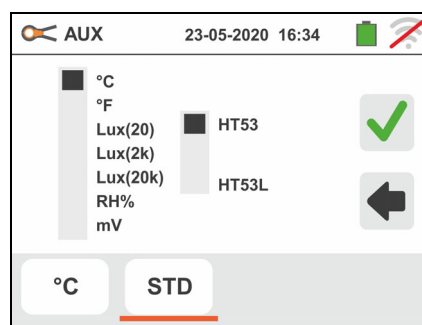 AUX 23-05-2020 16:34
°C
°F
Lux(20)
Lux(2k)
Lux(20k)
RH%
mV
HT53
HT53L
°C STD